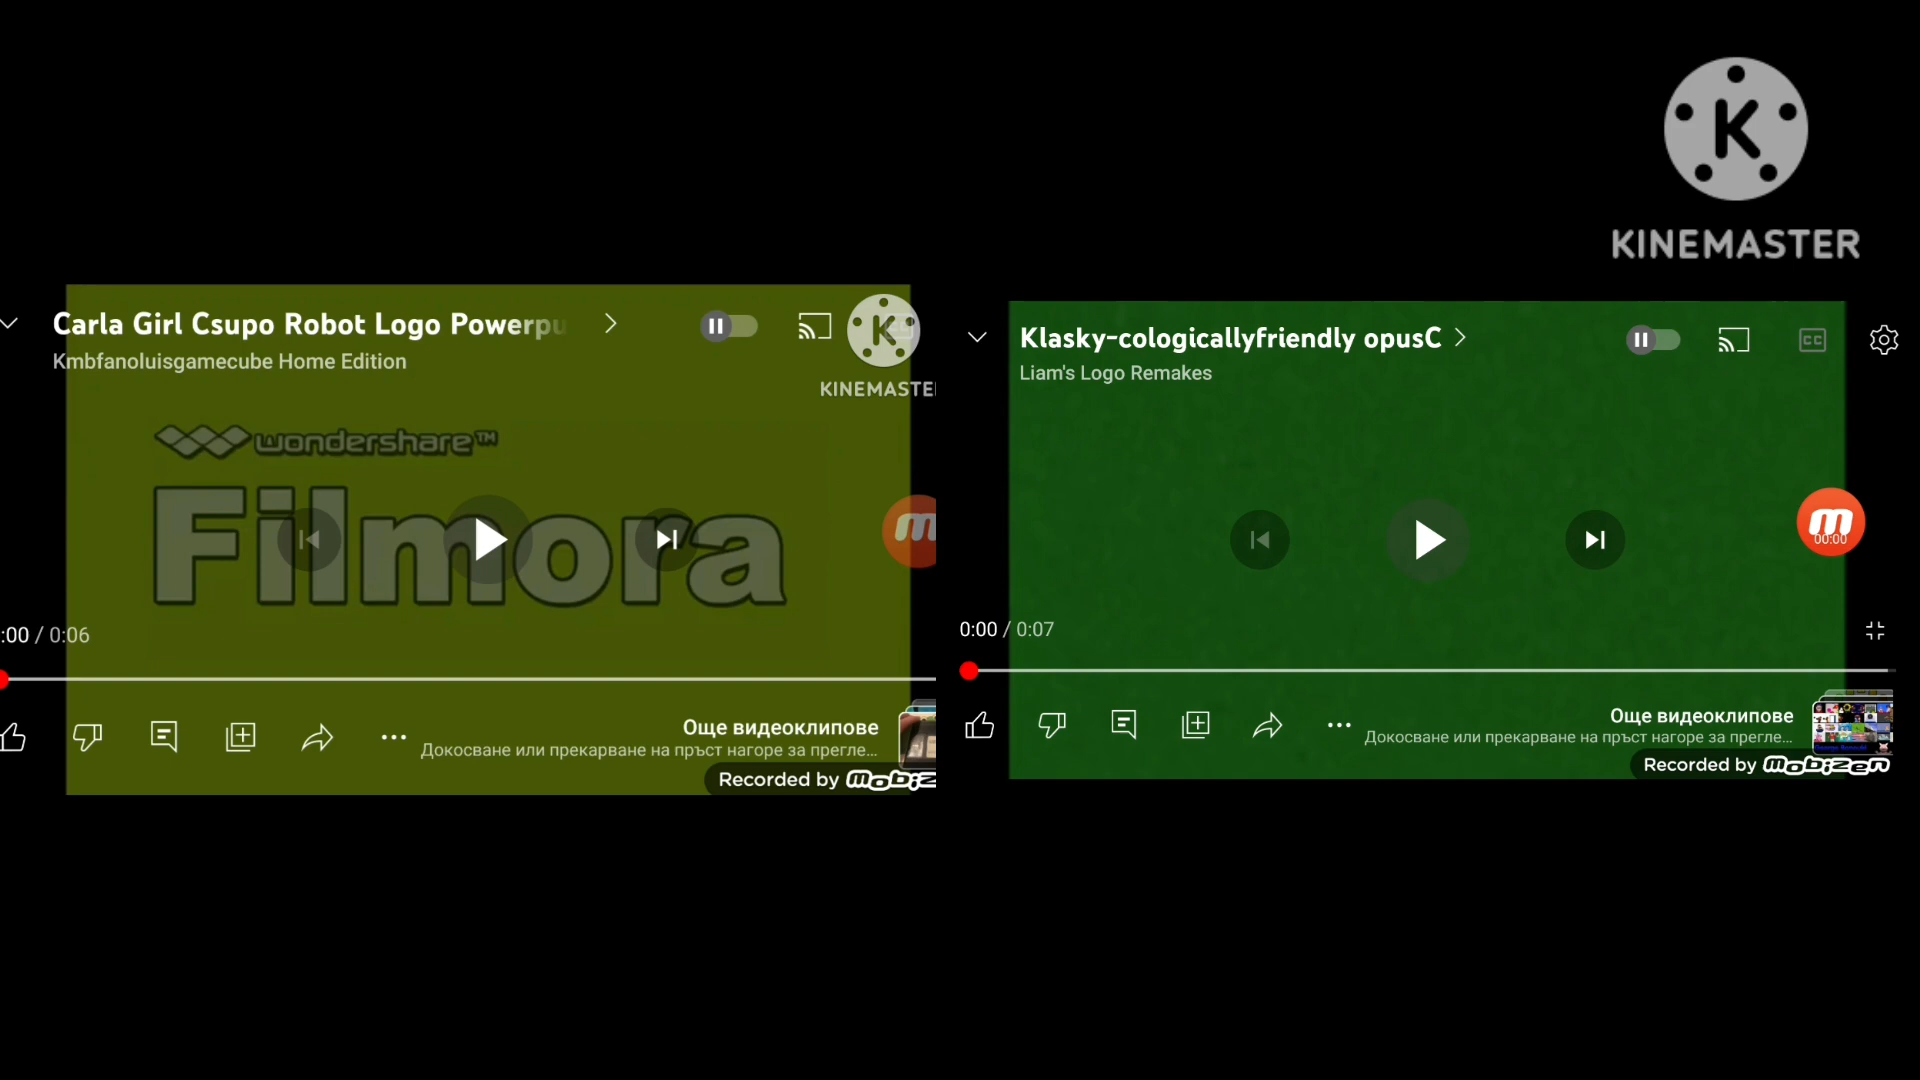 KINEMASTER
Carla Girl Csupo Robot Logo Powerpu
Kmbfanoluisgamecube Home Edition
KINEMASTE
wondershare™
Filmora
:00 / 0:06
Още видеоклипове
Докосване или прекарване на пръст нагоре за прегле...
Recorded by mobiz
Klasky-cologicallyfriendly opusC
Liam's Logo Remakes
CC
00:00
0:00 / 0:07
Още видеоклипове
Докосване или прекарване на пръст нагоре за прегле...
Recorded by mobizen